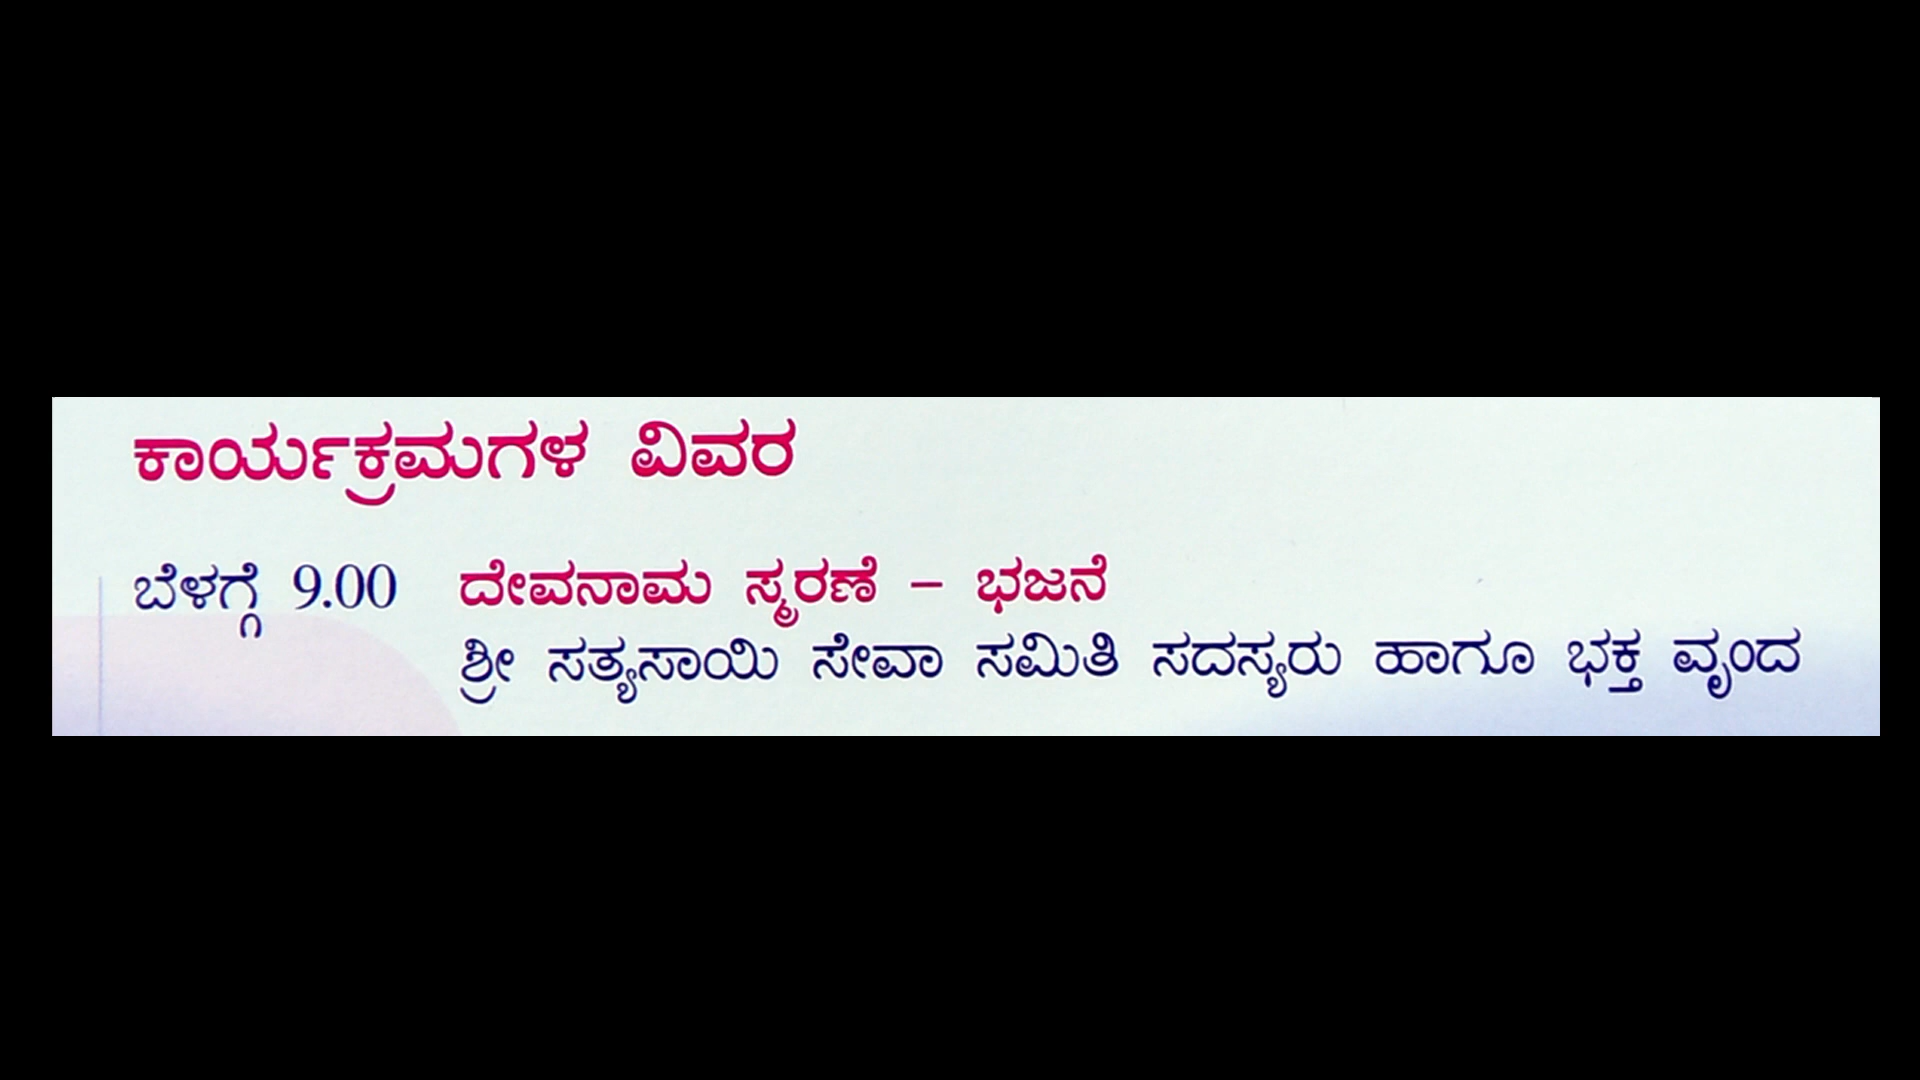 ಕಾರ್ಯಕ್ರಮಗಳ ವಿವರ
ಬೆಳಗ್ಗೆ 9.00 ದೇವನಾಮ ಸ್ಮರಣೆ – ಭಜನೆ
ಶ್ರೀ ಸತ್ಯಸಾಯಿ ಸೇವಾ ಸಮಿತಿ ಸದಸ್ಯರು ಹಾಗೂ ಭಕ್ತ ವೃಂದ